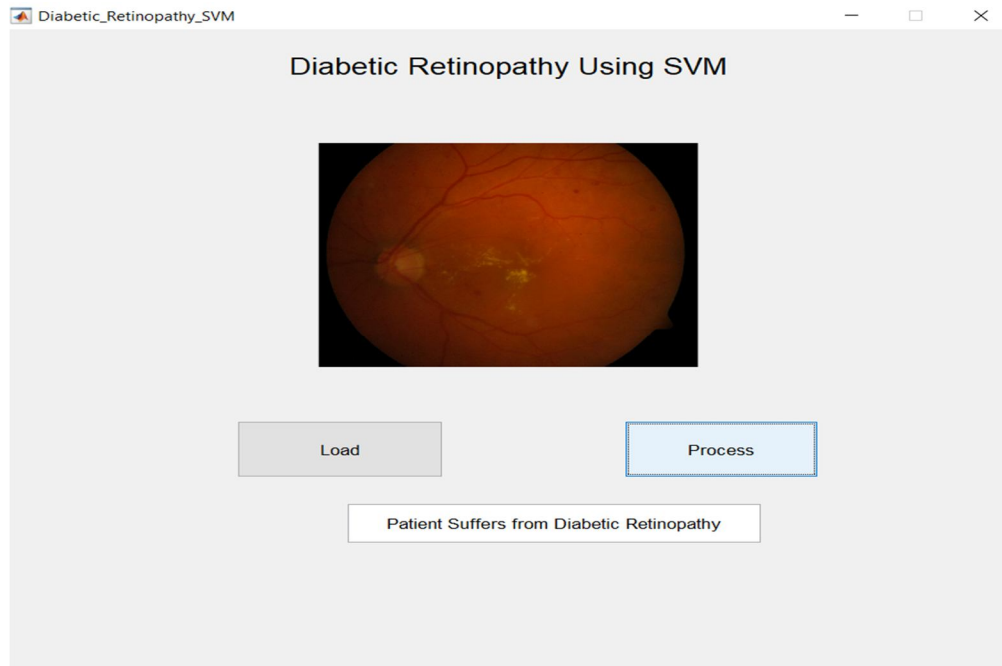 Diabetic_Retinopathy_SVM
Diabetic Retinopathy Using SVM
Load
Process
Patient Suffers from Diabetic Retinopathy